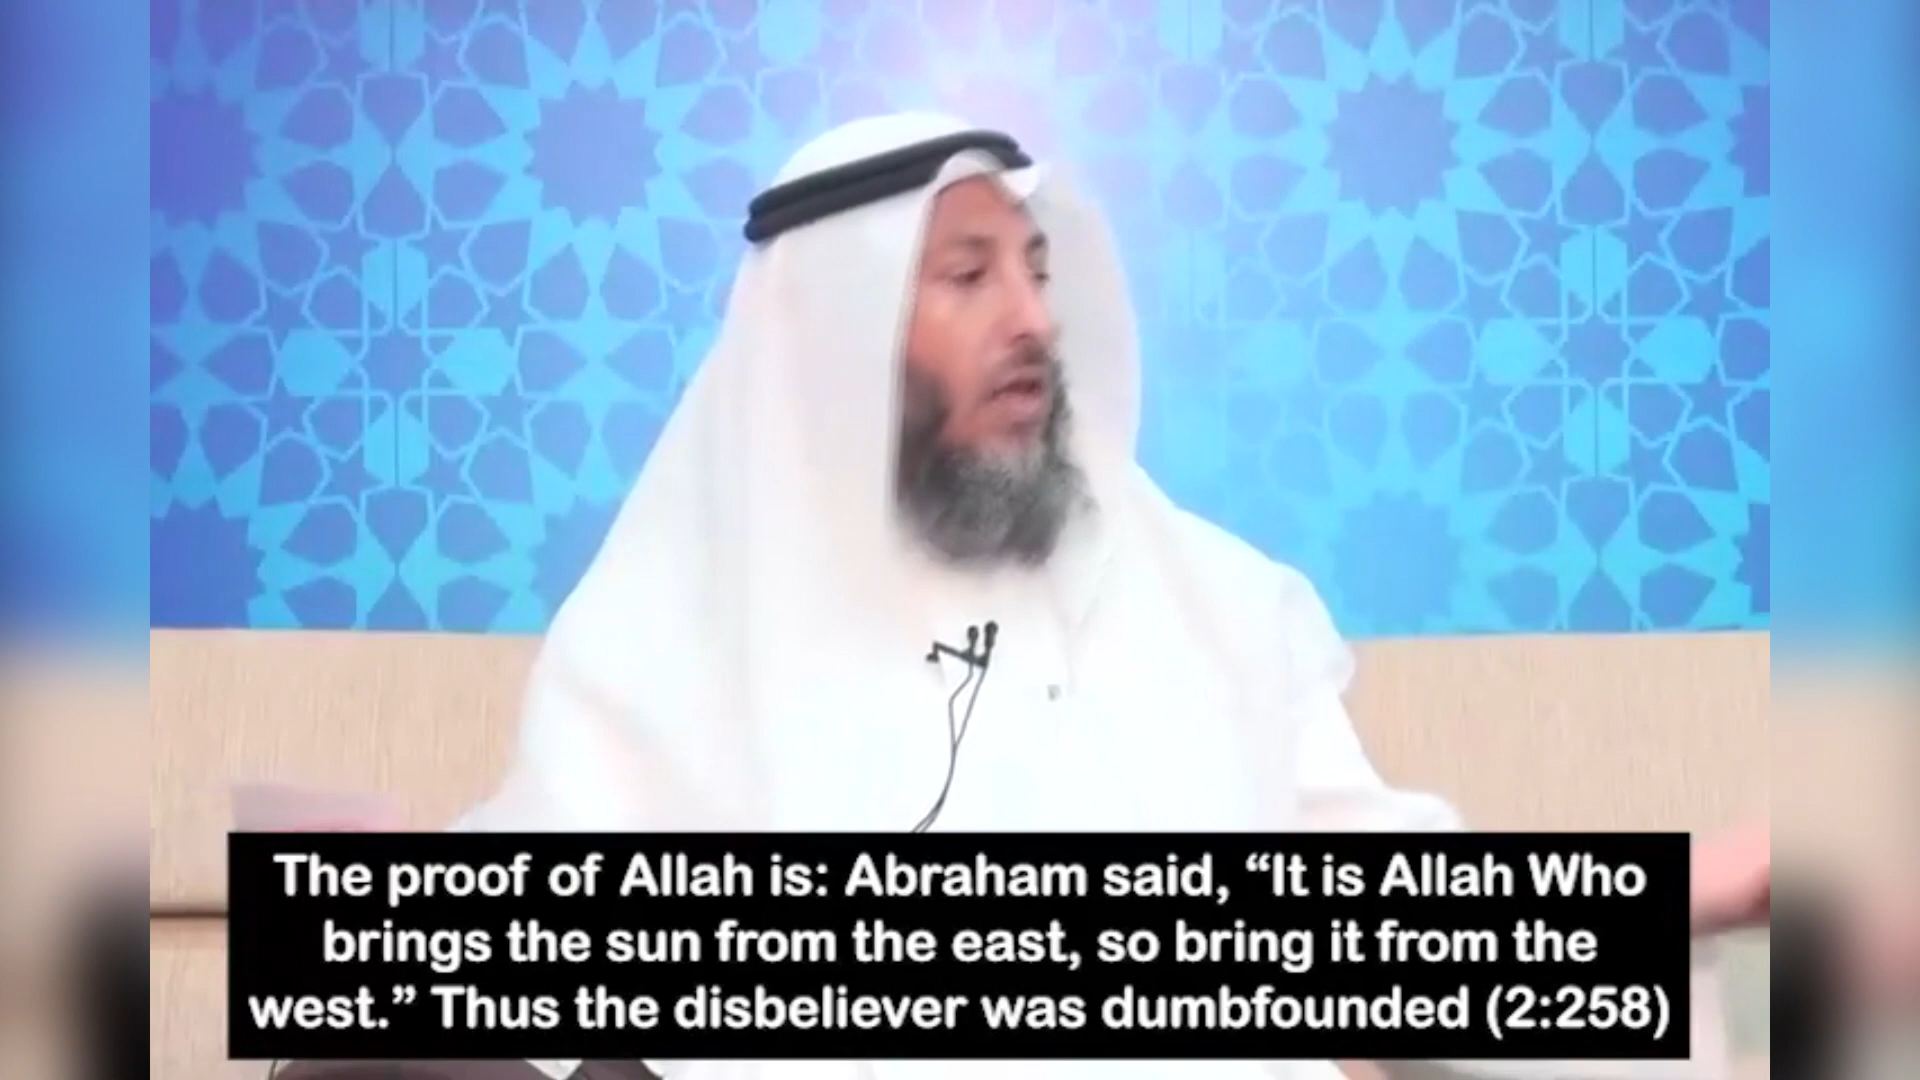 The proof of Allah is: Abraham said, “It is Allah Who
brings the sun from the east, so bring it from the
west.” Thus the disbeliever was dumbfounded (2:258)